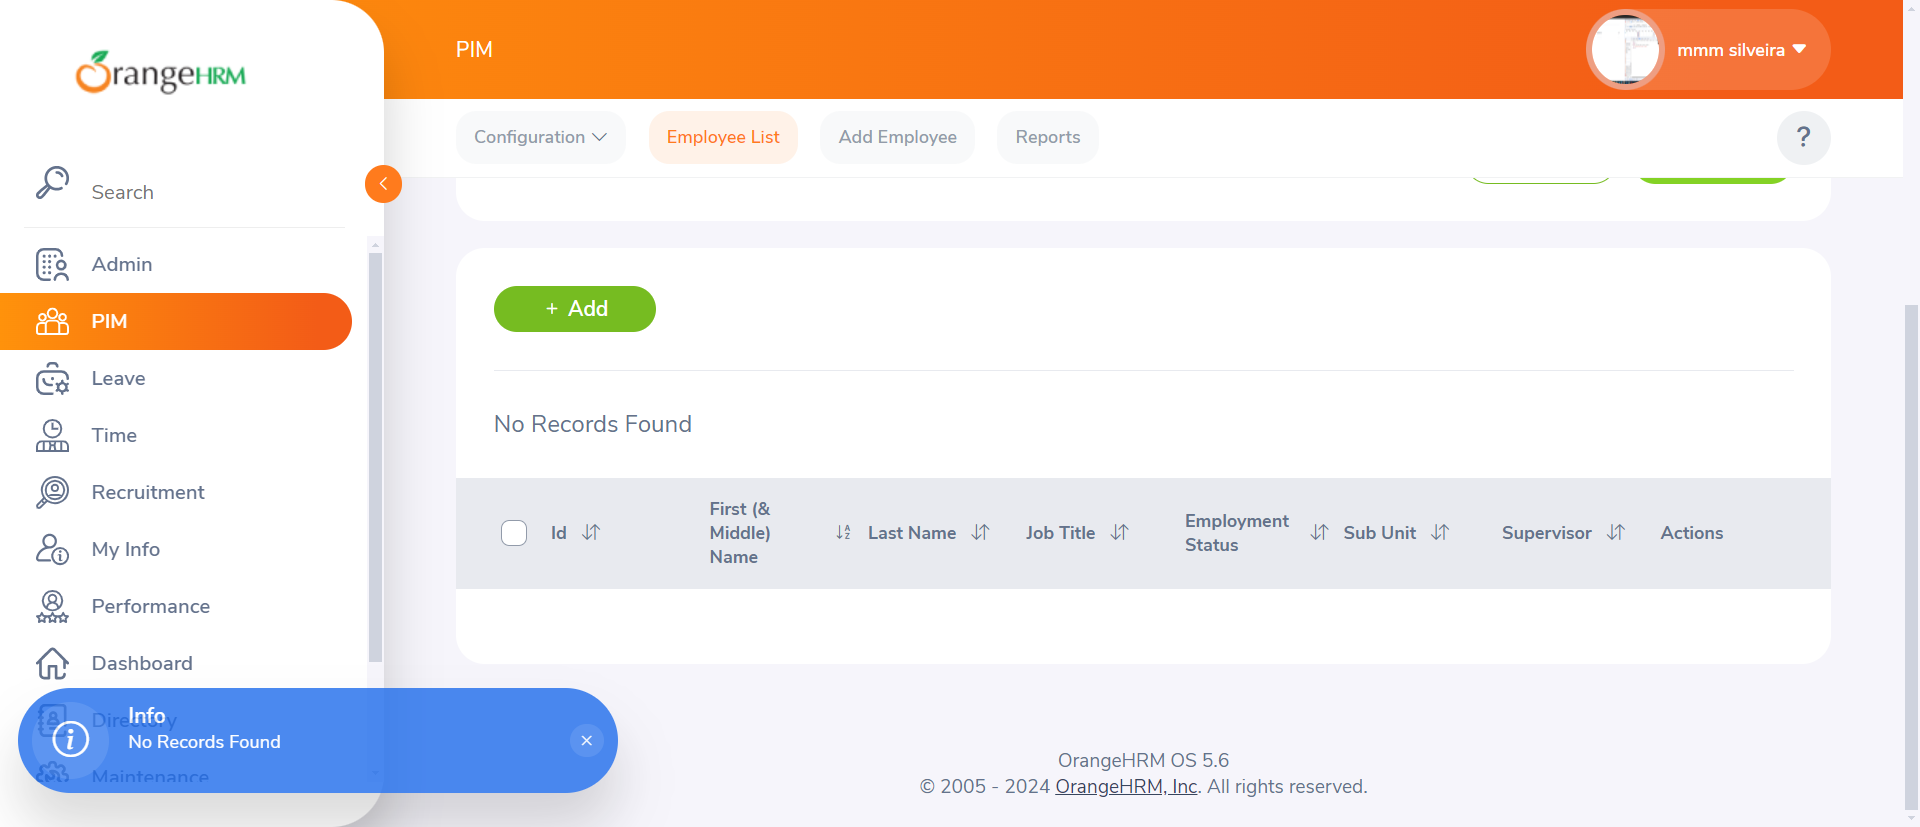 OrangeHRM
PIM
mmm silveira
Configuration
Employee List
Add Employee
Reports
?
Search
Admin
PIM
Leave
Time
Recruitment
My Info
Performance
Dashboard
Directory
Maintenance
+ Add
No Records Found
Id
First (&
Middle)
Name
Last Name
Job Title
Employment
Status
Sub Unit
Supervisor
Actions
Info
No Records Found
OrangeHRM OS 5.6
© 2005 - 2024 OrangeHRM, Inc. All rights reserved.